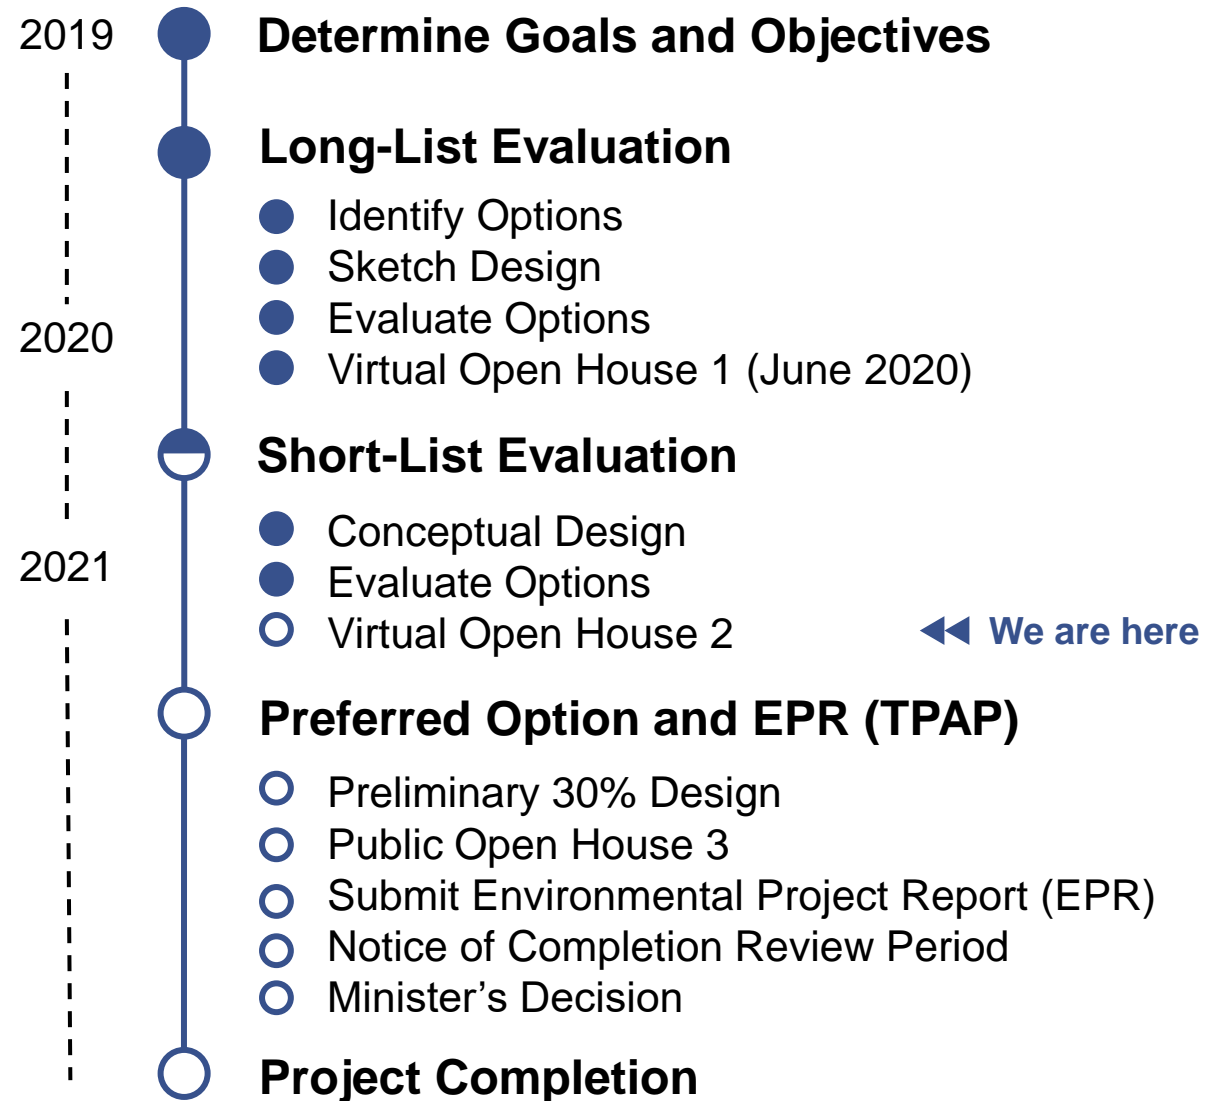 2019
Determine Goals and Objectives
Long-List Evaluation
Identify Options
Sketch Design
Evaluate Options
2020
Virtual Open House 1 (June 2020)
Short-List Evaluation
Conceptual Design
2021
Evaluate Options
Virtual Open House 2
We are here
Preferred Option and EPR (TPAP)
Preliminary 30% Design
Public Open House 3
Submit Environmental Project Report (EPR)
Notice of Completion Review Period
Minister’s Decision
Project Completion